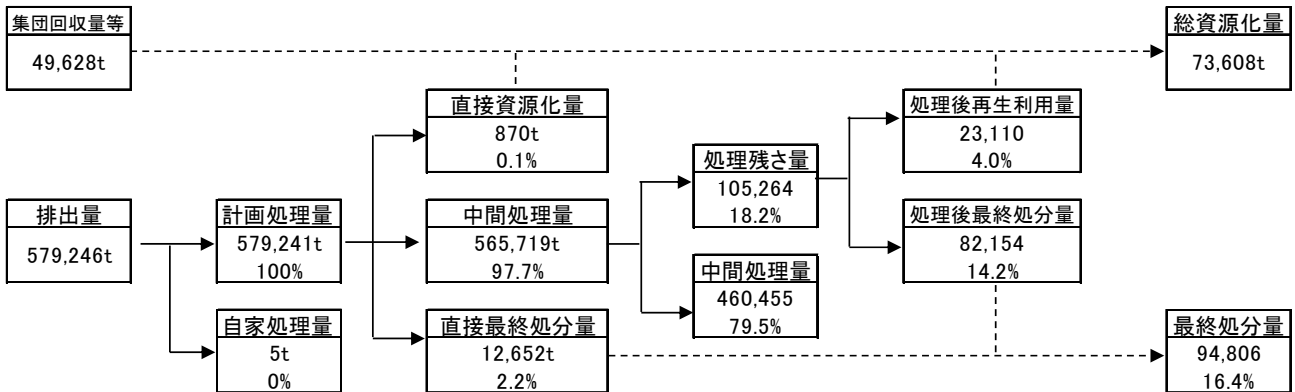 集団回収量等
49,628t
総資源化量
73,608t
直接資源化量
870t
0.1%
処理後再生利用量
23,110
4.0%
処理残さ量
105,264
18.2%
排出量
579,246t
計画処理量
579,241t
100%
中間処理量
565,719t
97.7%
処理後最終処分量
82,154
14.2%
中間処理量
460,455
79.5%
自家処理量
5t
0%
直接最終処分量
12,652t
2.2%
最終処分量
94,806
16.4%